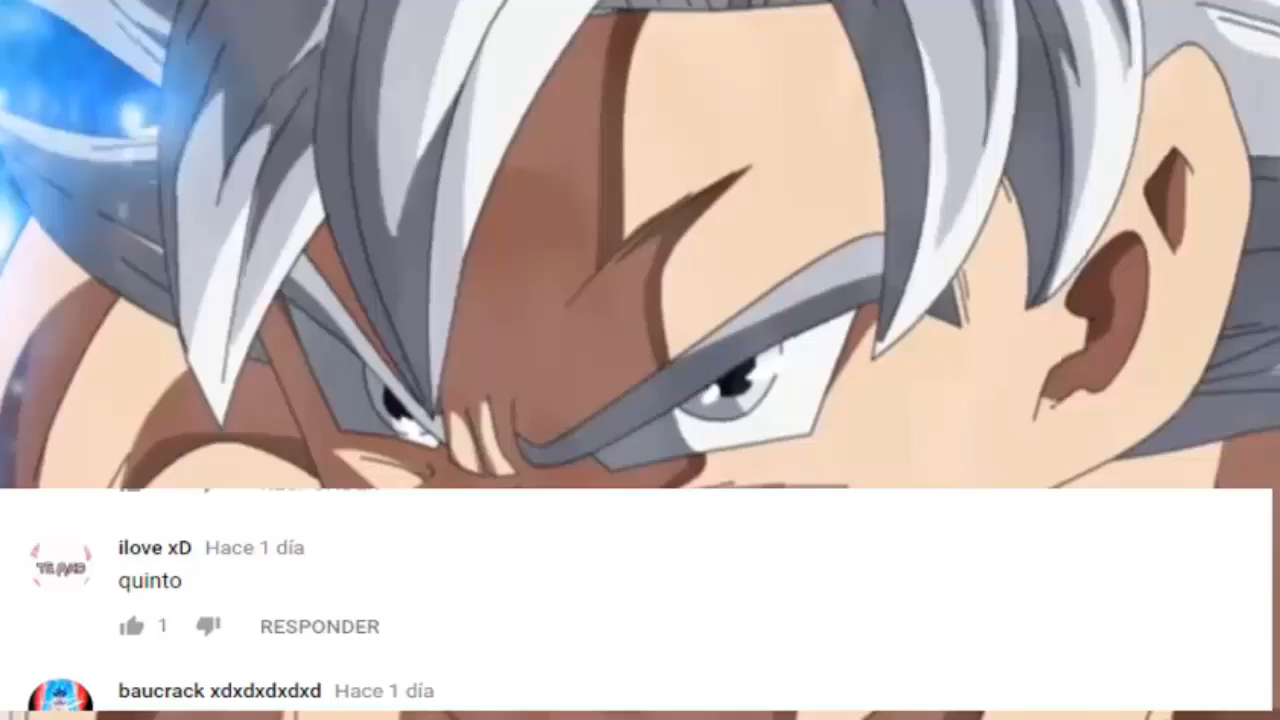 ilove xD Hace 1 día
quinto
1 RESPONDER
baucrack xdxdxdxdxd Hace 1 día